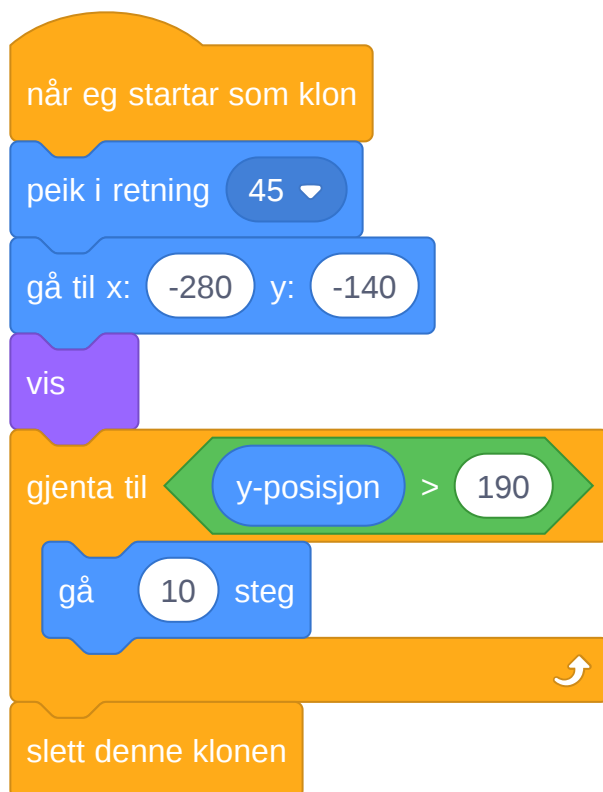 når eg startar som klon
peik i retning 45
gå til x: -280 y: -140
vis
gjenta til y-posisjon > 190
gå 10 steg
slett denne klonen